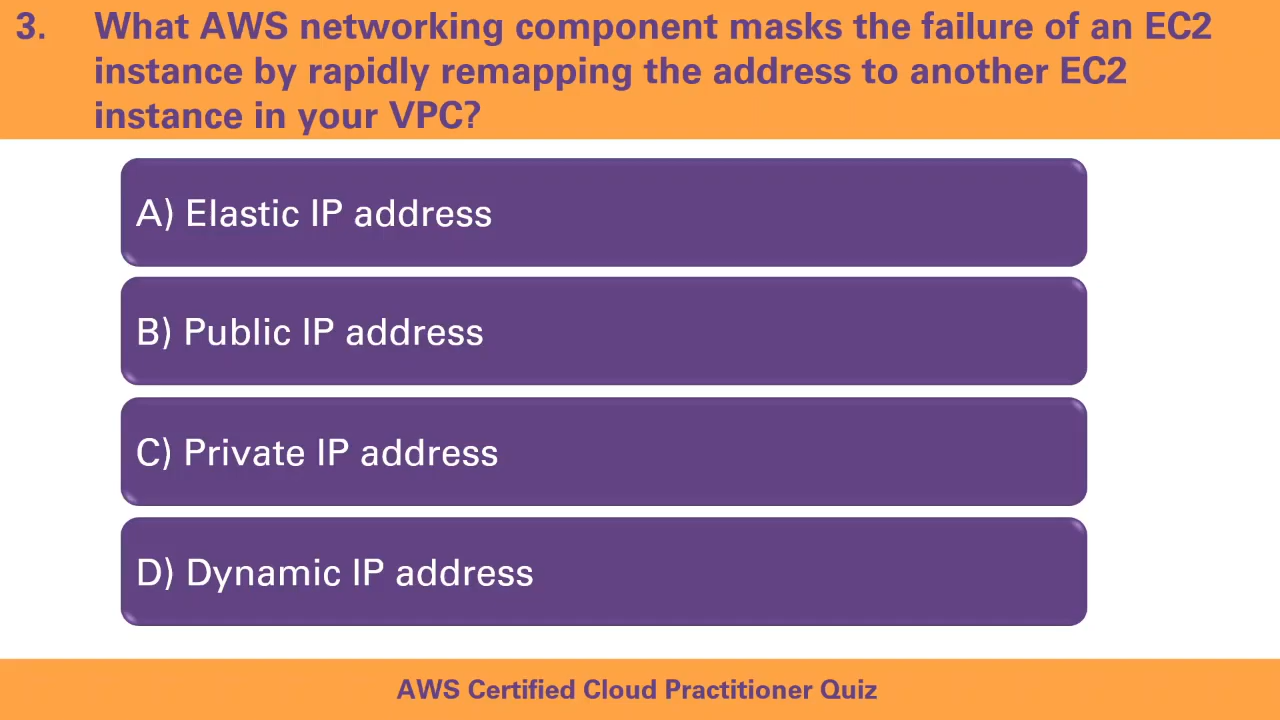 3. What AWS networking component masks the failure of an EC2
instance by rapidly remapping the address to another EC2
instance in your VPC?
A) Elastic IP address
B) Public IP address
C) Private IP address
D) Dynamic IP address
AWS Certified Cloud Practitioner Quiz